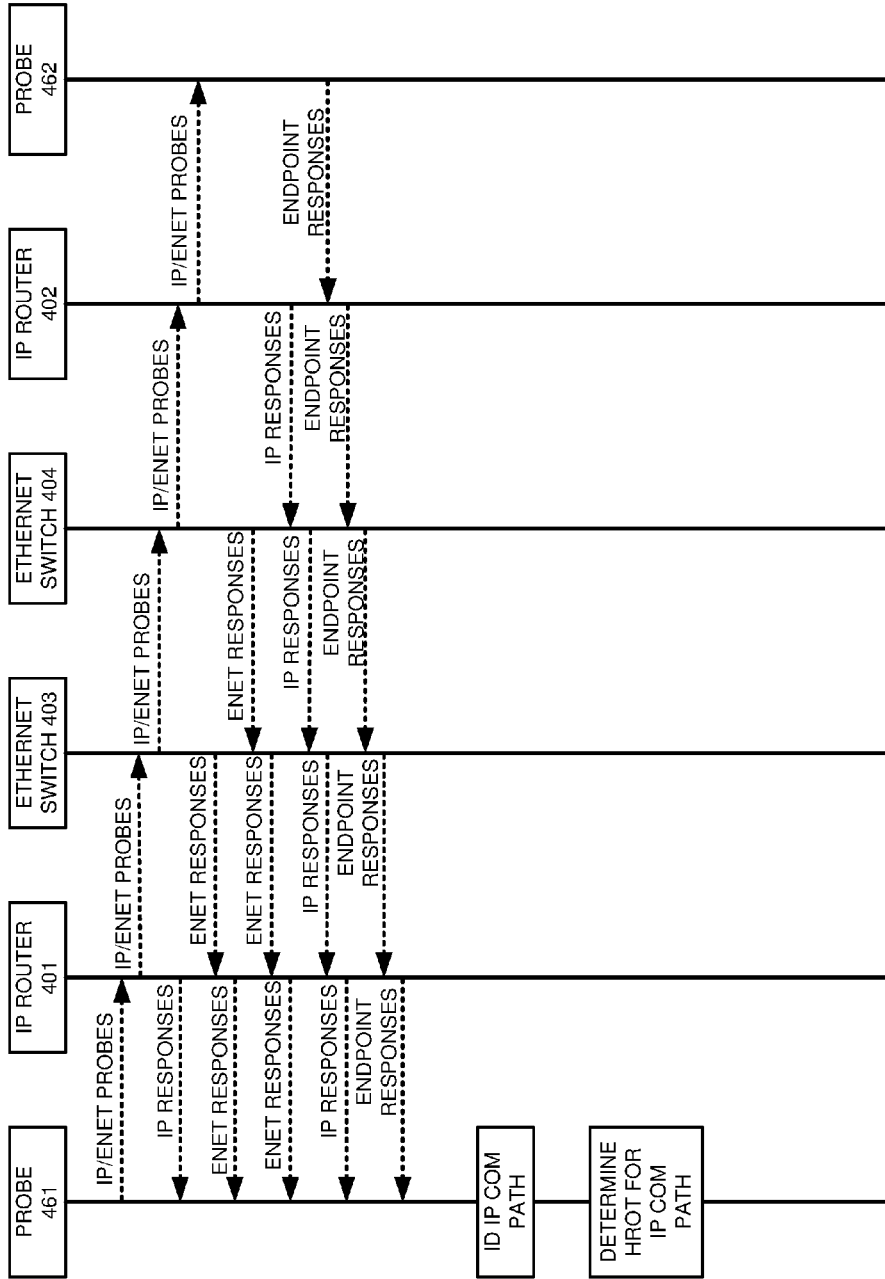 PROBE
461
IP ROUTER
401
ETHERNET
SWITCH 403
ETHERNET
SWITCH 404
IP ROUTER
402
PROBE
462
IP/ENET PROBES
IP/ENET PROBES
IP/ENET PROBES
IP/ENET PROBES
IP/ENET PROBES
IP RESPONSES
ENET RESPONSES
ENET RESPONSES
ENET RESPONSES
ENET RESPONSES
ENET RESPONSES
IP RESPONSES
IP RESPONSES
IP RESPONSES
IP RESPONSES
ENDPOINT
RESPONSES
ENDPOINT
RESPONSES
ENDPOINT
RESPONSES
ENDPOINT
RESPONSES
ENDPOINT
RESPONSES
ID IP COM
PATH
DETERMINE
HROT FOR
IP COM
PATH